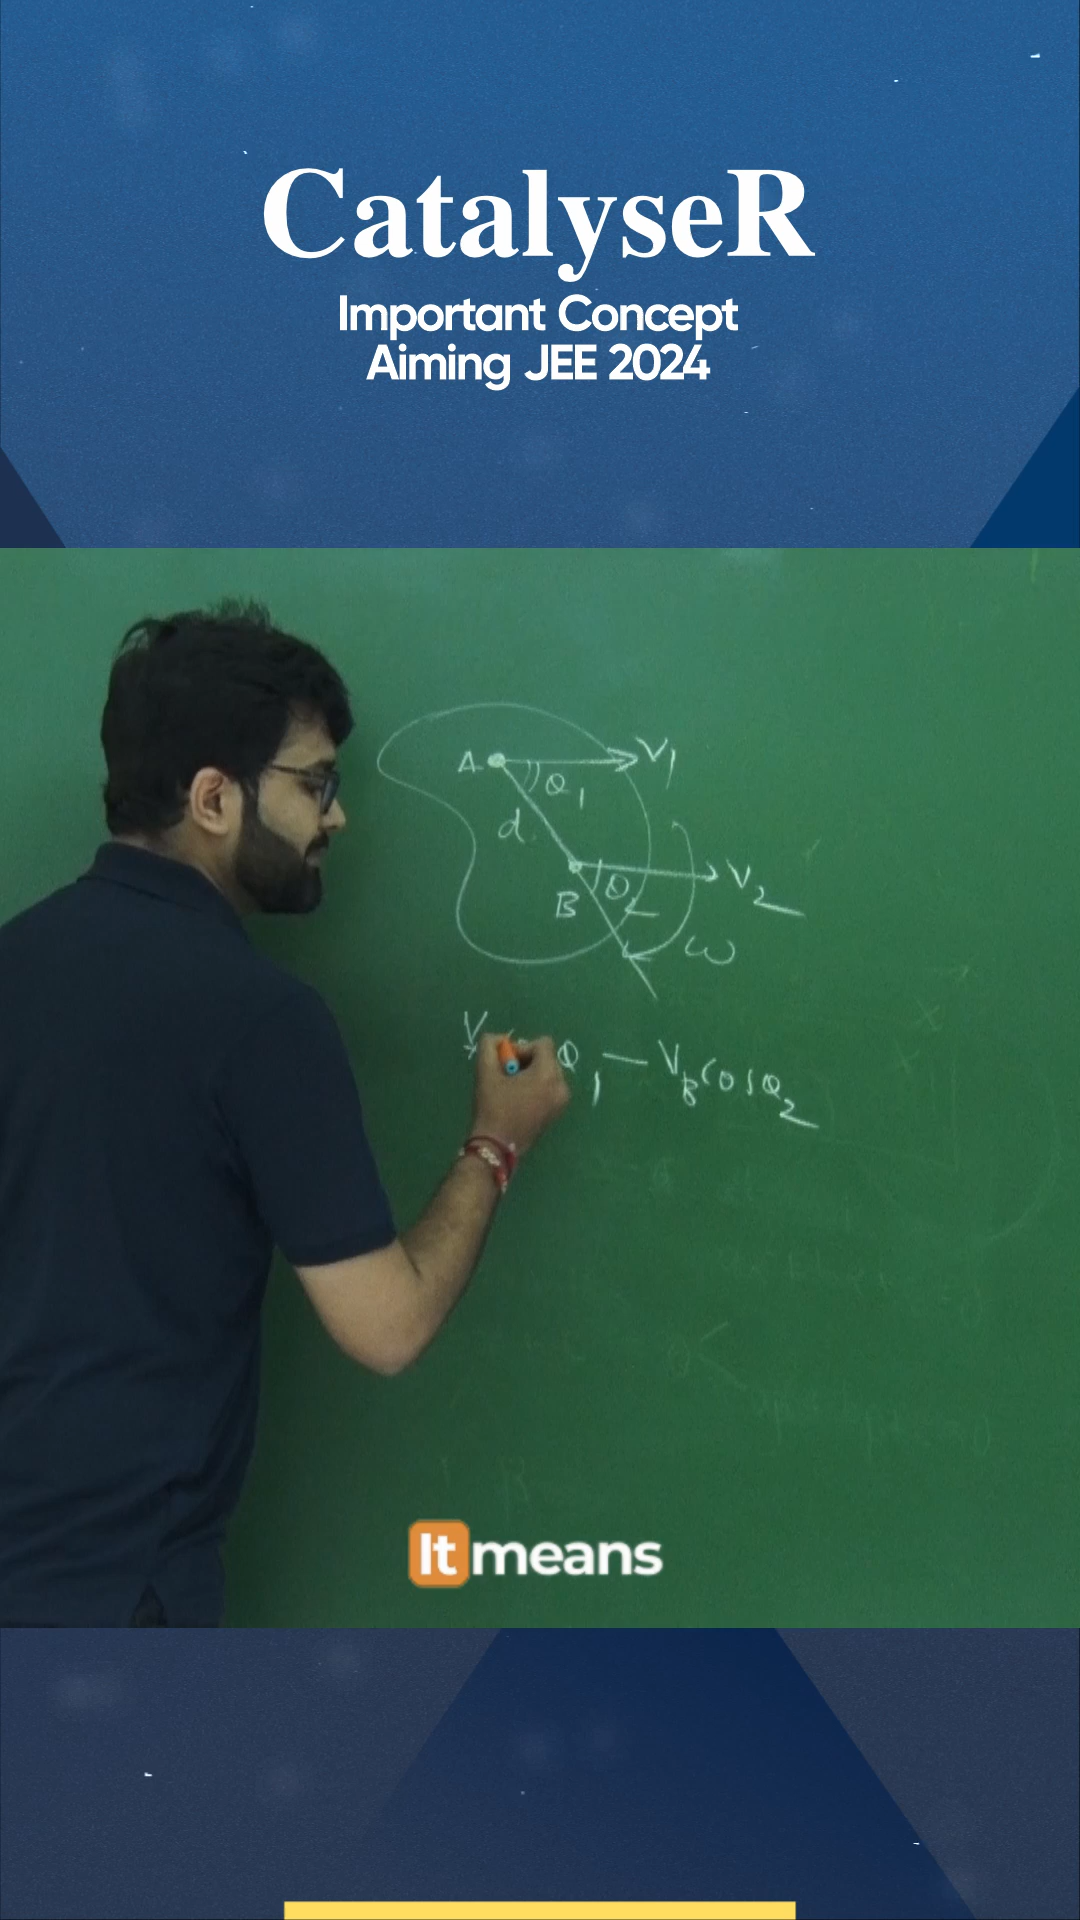 CatalyseR
Important Concept
Aiming JEE 2024
A
V1
θ1
d
V2
B
θ2
ω
V θ1 — VB cos θ2
It means